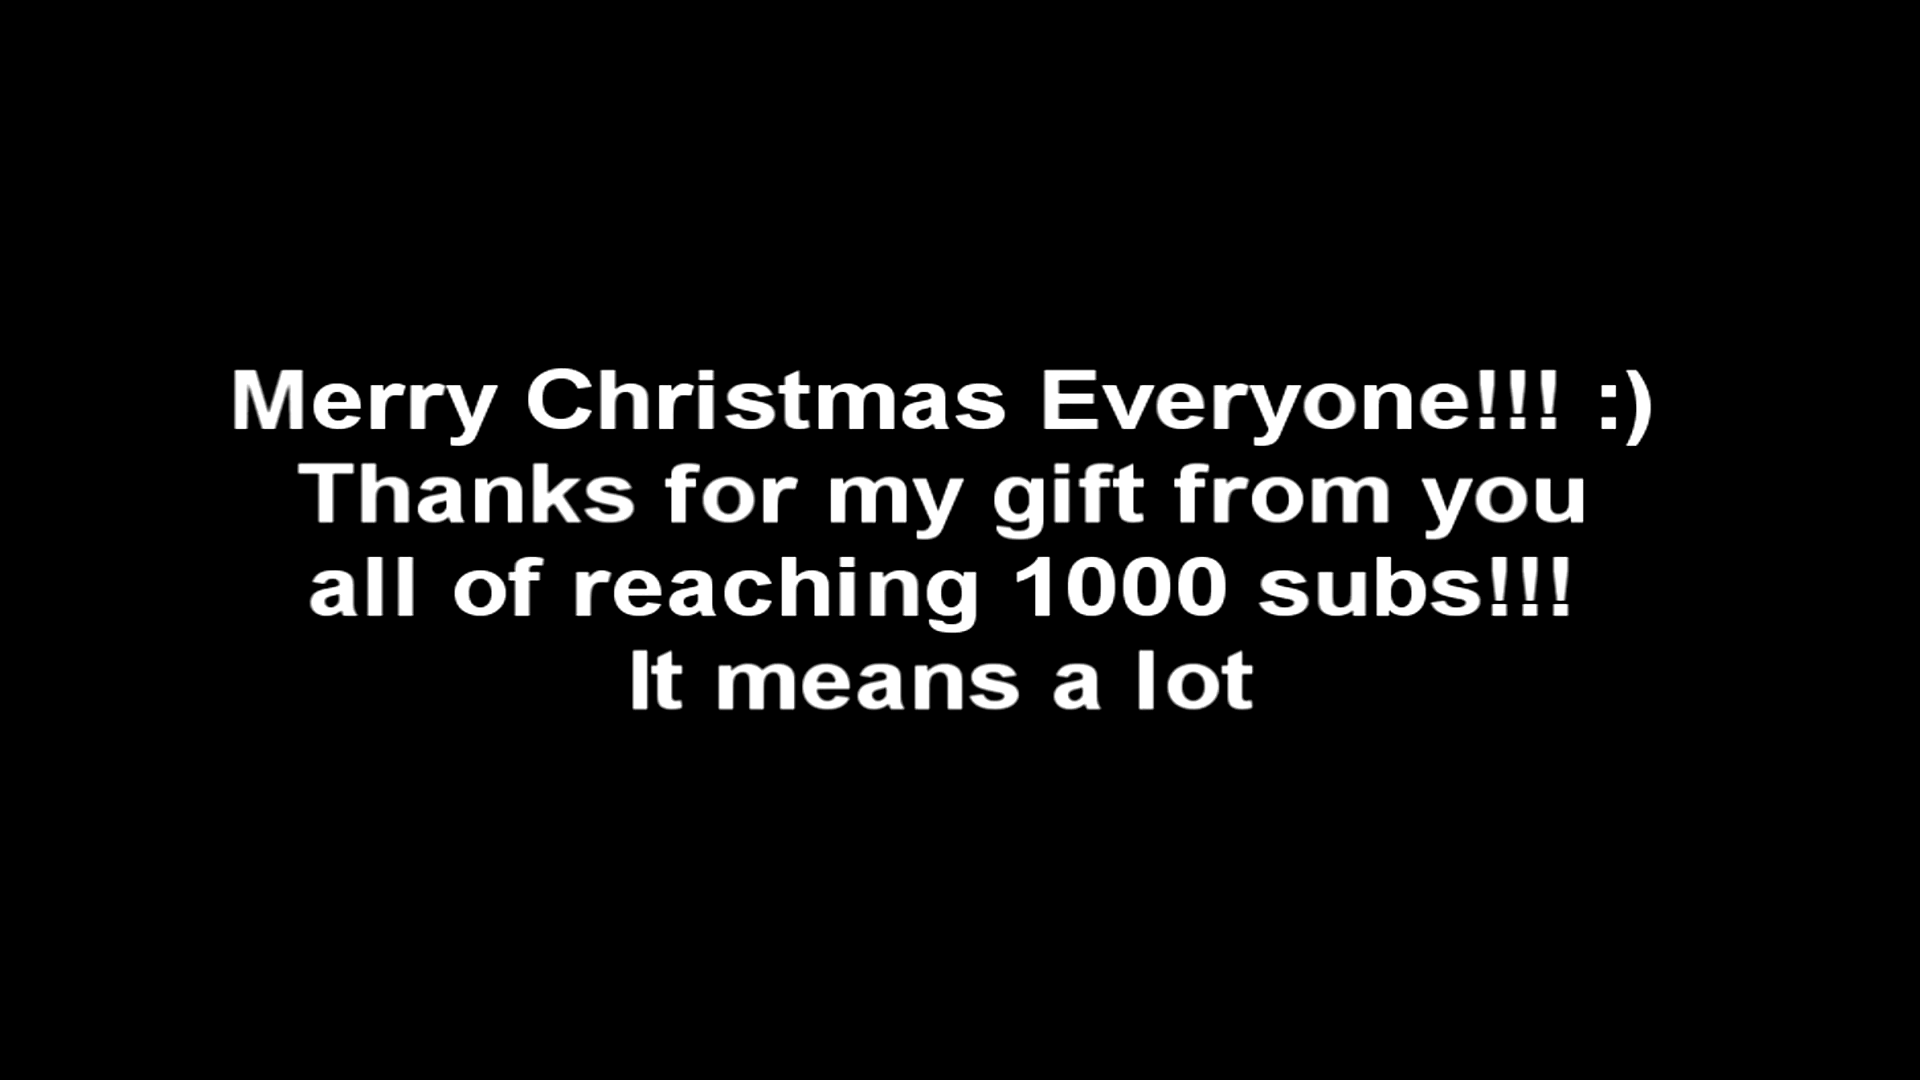 Merry Christmas Everyone!!! :)
Thanks for my gift from you
all of reaching 1000 subs!!!
It means a lot